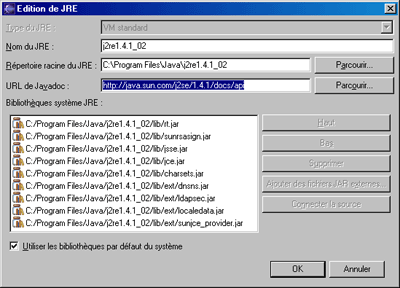 Edition de JRE
Type du JRE : VM standard
Nom du JRE : j2re1.4.1_02
Répertoire racine du JRE : C:\Program Files\Java\j2re1.4.1_02 Parcourir...
URL de Javadoc : http://java.sun.com/j2se/1.4.1/docs/api Parcourir...
Bibliothèques système JRE :
C:/Program Files/Java/j2re1.4.1_02/lib/rt.jar Haut
C:/Program Files/Java/j2re1.4.1_02/lib/sunrsasign.jar
C:/Program Files/Java/j2re1.4.1_02/lib/jsse.jar Bas
C:/Program Files/Java/j2re1.4.1_02/lib/jce.jar Supprimer
C:/Program Files/Java/j2re1.4.1_02/lib/charsets.jar
C:/Program Files/Java/j2re1.4.1_02/lib/ext/dnsns.jar Ajouter des fichiers JAR externes...
C:/Program Files/Java/j2re1.4.1_02/lib/ext/ldapsec.jar
C:/Program Files/Java/j2re1.4.1_02/lib/ext/localedata.jar Connecter la source
C:/Program Files/Java/j2re1.4.1_02/lib/ext/sunjce_provider.jar
Utiliser les bibliothèques par défaut du système
OK Annuler